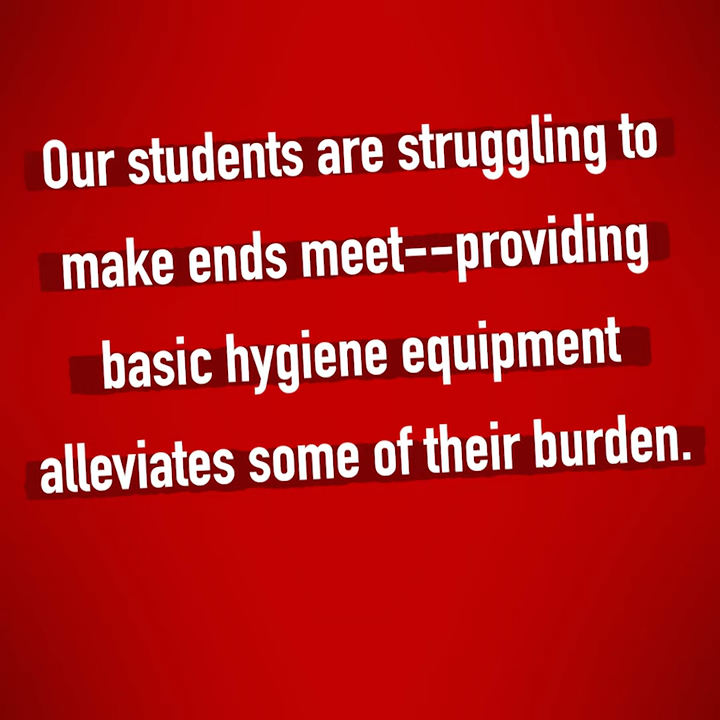 Our students are struggling to
make ends meet--providing
basic hygiene equipment
alleviates some of their burden.